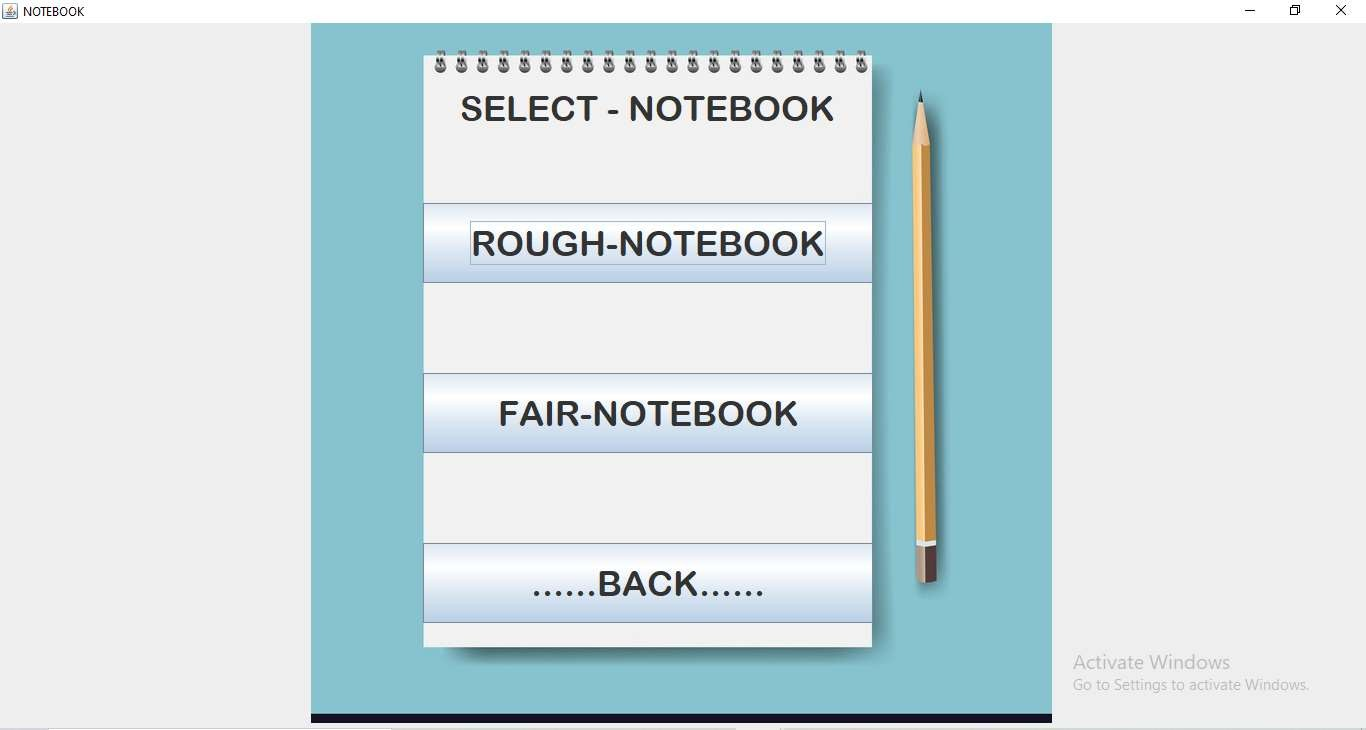 NOTEBOOK
SELECT - NOTEBOOK
ROUGH-NOTEBOOK
FAIR-NOTEBOOK
......BACK......
Activate Windows
Go to Settings to activate Windows.